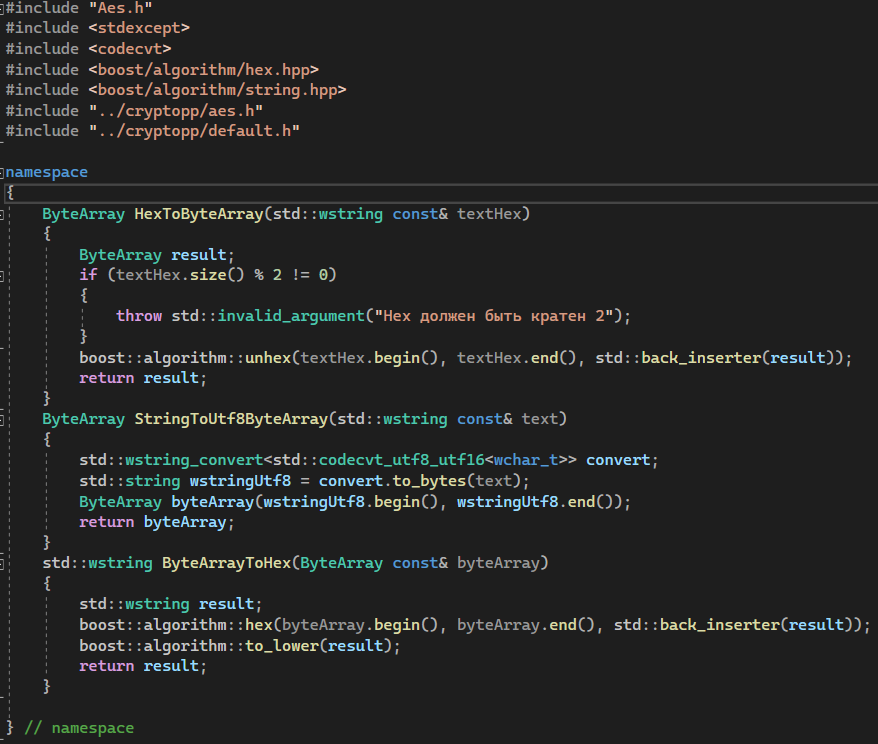 #include "Aes.h"
#include <stdexcept>
#include <codecvt>
#include <boost/algorithm/hex.hpp>
#include <boost/algorithm/string.hpp>
#include "../cryptopp/aes.h"
#include "../cryptopp/default.h"
namespace
{
ByteArray HexToByteArray(std::wstring const& textHex)
{
ByteArray result;
if (textHex.size() % 2 != 0)
{
throw std::invalid_argument("Hex должен быть кратен 2");
}
boost::algorithm::unhex(textHex.begin(), textHex.end(), std::back_inserter(result));
return result;
}
ByteArray StringToUtf8ByteArray(std::wstring const& text)
{
std::wstring_convert<std::codecvt_utf8_utf16<wchar_t>> convert;
std::string wstringUtf8 = convert.to_bytes(text);
ByteArray byteArray(wstringUtf8.begin(), wstringUtf8.end());
return byteArray;
}
std::wstring ByteArrayToHex(ByteArray const& byteArray)
{
std::wstring result;
boost::algorithm::hex(byteArray.begin(), byteArray.end(), std::back_inserter(result));
boost::algorithm::to_lower(result);
return result;
}
} // namespace